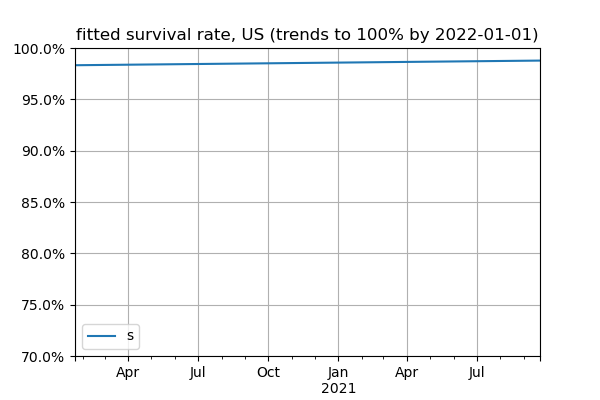 fitted survival rate, US (trends to 100% by 2022-01-01)
100.0%
95.0%
90.0%
85.0%
80.0%
75.0%
70.0%
s
Apr Jul Oct Jan Apr Jul
2021